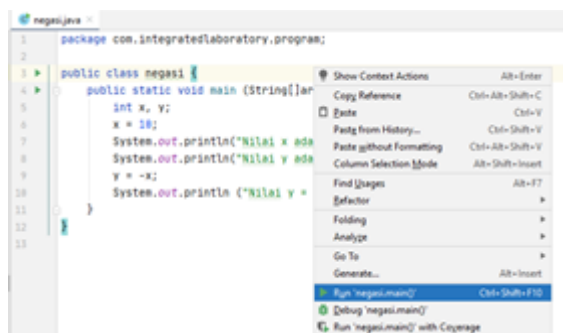 negasi.java
1 package com.integratedlaboratory.program;
2
3 public class negasi {
4 public static void main (String[]ar
5 int x, y;
6 x = 10;
7 System.out.println("Nilai x ada
8 System.out.println("Nilai y ada
9 y = -x;
10 System.out.println ("Nilai y =
11 }
12 }
13
Show Context Actions Alt+Enter
Copy Reference Ctrl+Alt+Shift+C
Paste Ctrl+V
Paste from History... Ctrl+Shift+V
Paste without Formatting Ctrl+Alt+Shift+V
Column Selection Mode Alt+Shift+Insert
Find Usages Alt+F7
Refactor
Folding
Analyze
Go To
Generate... Alt+Insert
Run 'negasi.main()' Ctrl+Shift+F10
Debug 'negasi.main()'
Run 'negasi.main()' with Coverage